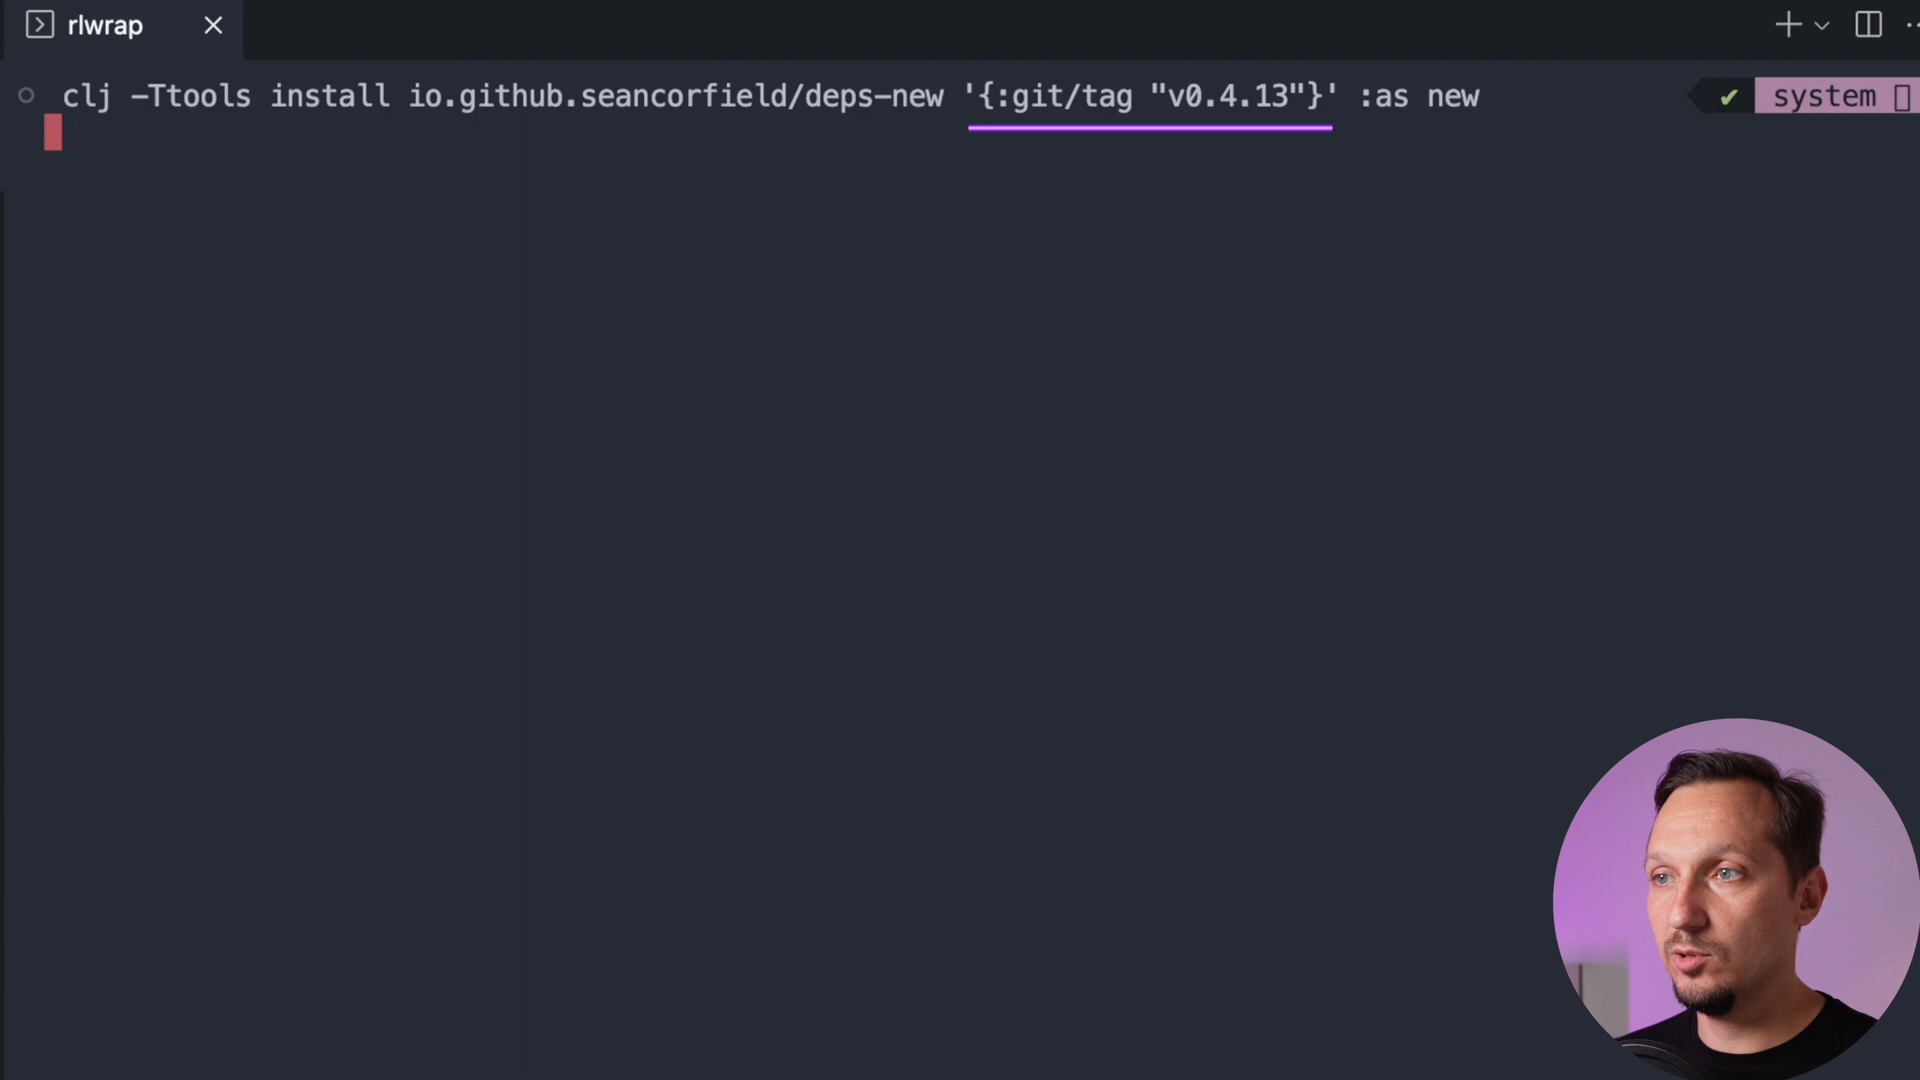 rlwrap
clj -Ttools install io.github.seancorfield/deps-new '{:git/tag "v0.4.13"}' :as new
system